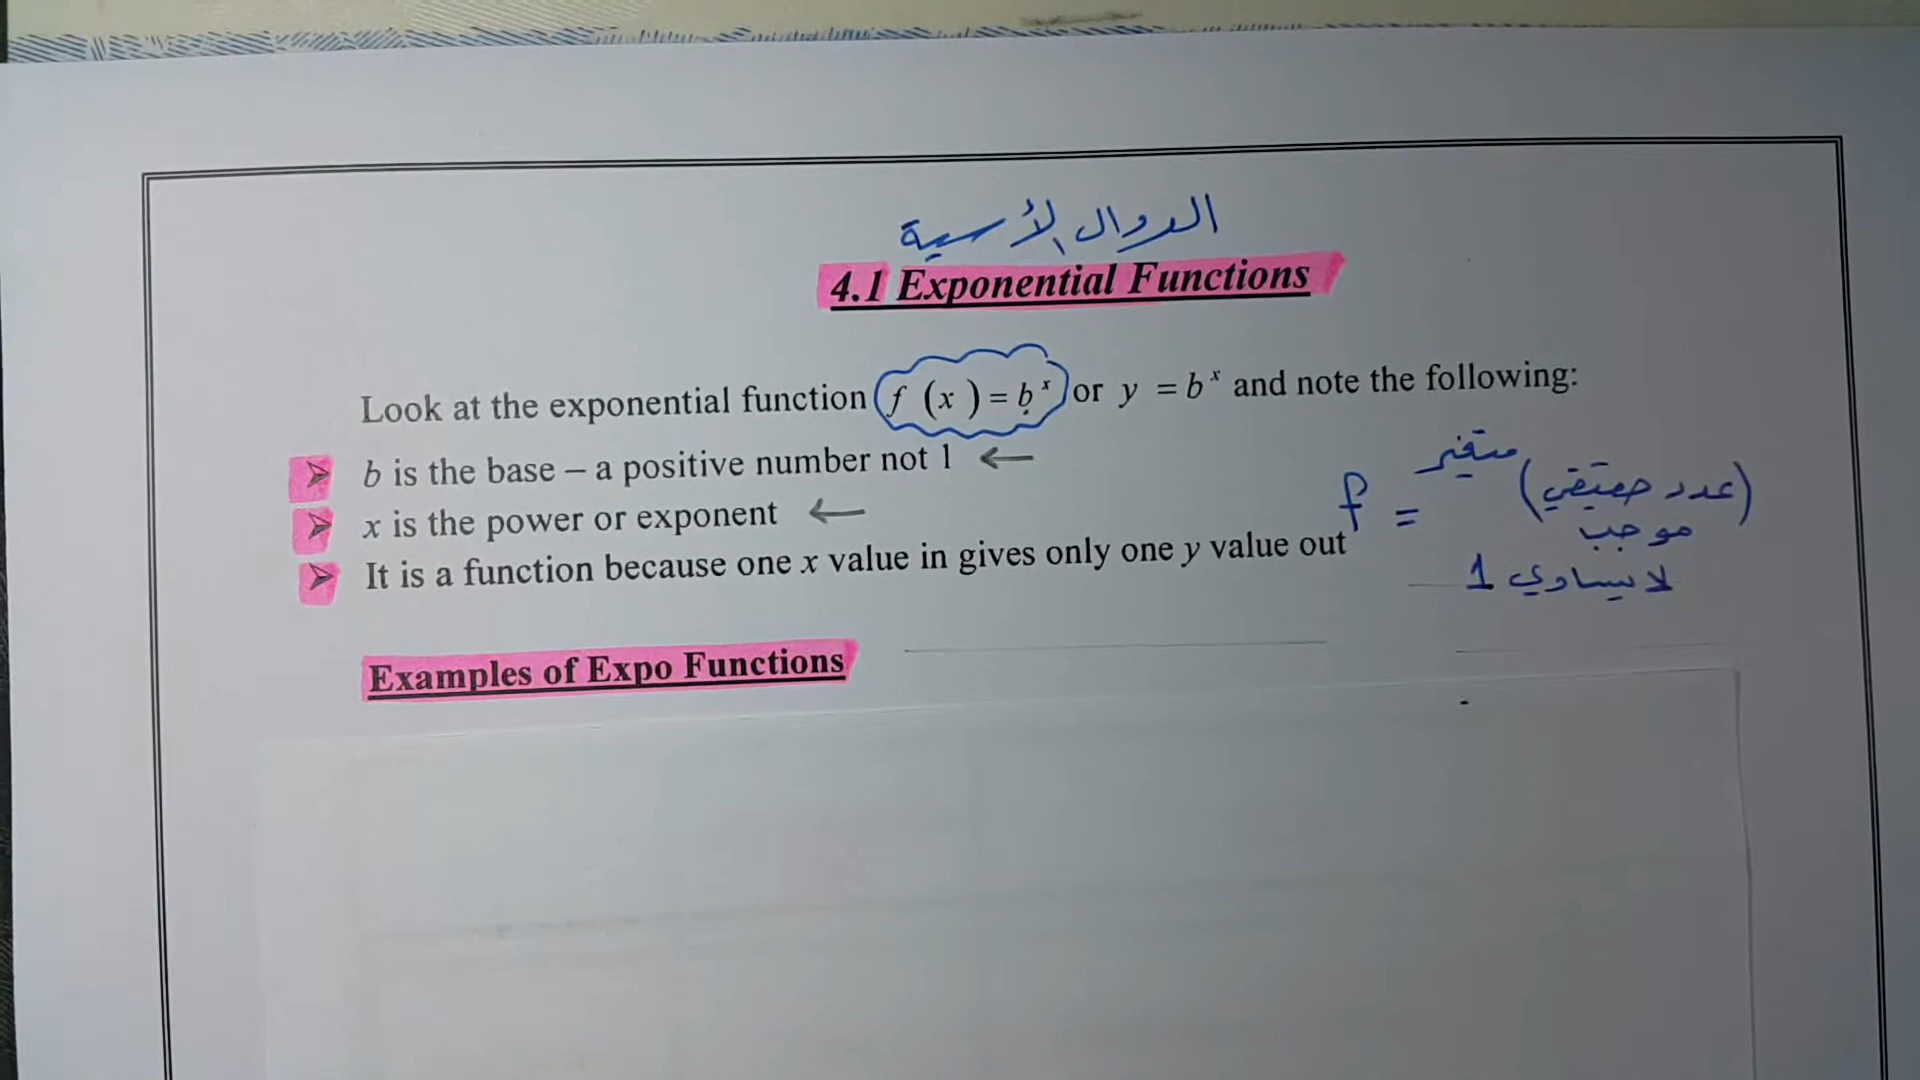 الدوال الأسية
4.1 Exponential Functions
Look at the exponential function f (x) = b^x or y = b^x and note the following:
➤ b is the base – a positive number not 1 ←
➤ x is the power or exponent ←
➤ It is a function because one x value in gives only one y value out
f = (عدد حقيقي) متغير
موجب
لا يساوي 1
Examples of Expo Functions